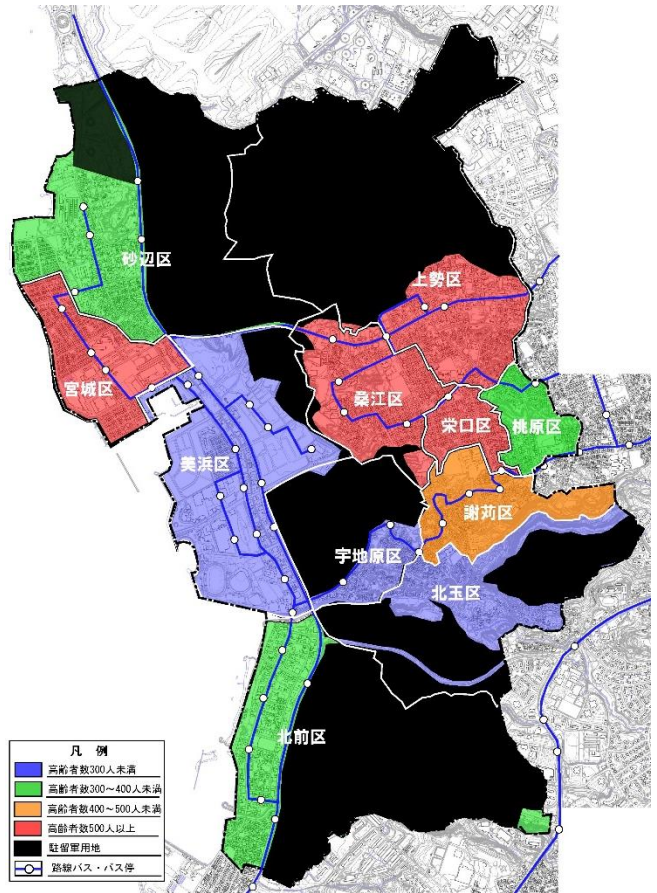 砂辺区
上勢区
宮城区
桑江区
栄口区
桃原区
美浜区
謝苅区
宇地原区
北玉区
北前区
凡 例
高齢者数300人未満
高齢者数300～400人未満
高齢者数400～500人未満
高齢者数500人以上
駐留軍用地
路線バス・バス停